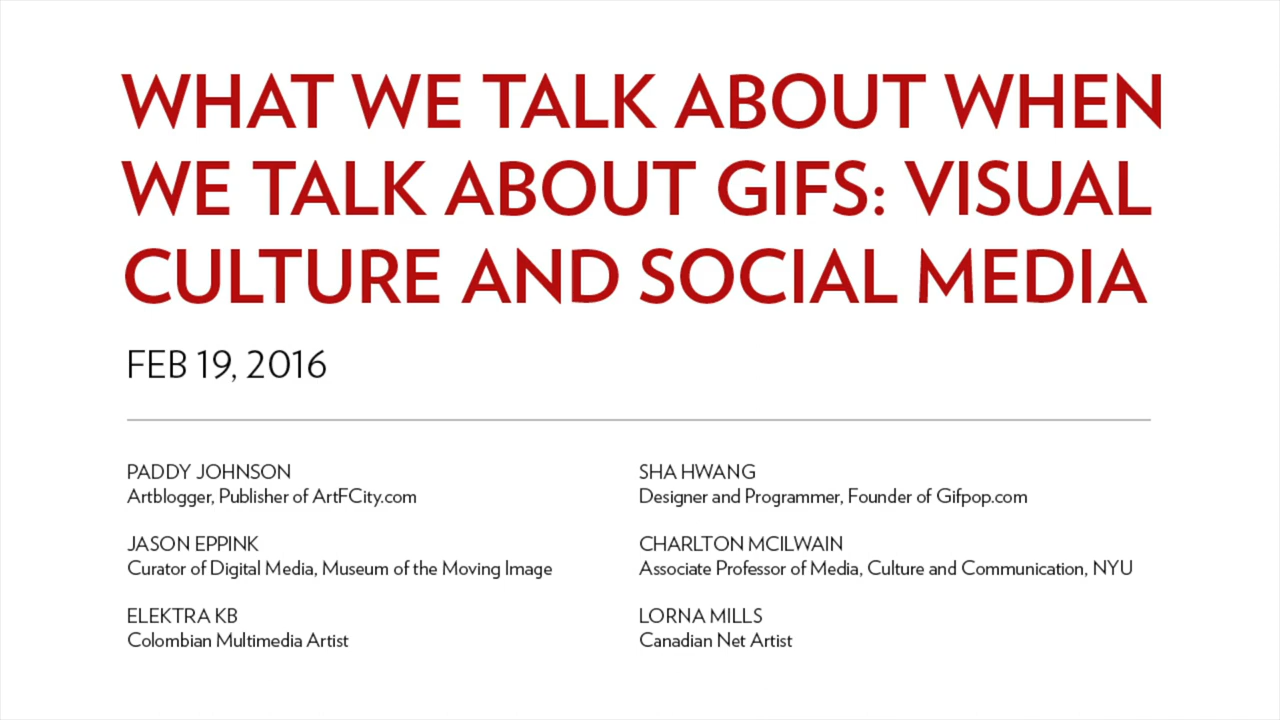 WHAT WE TALK ABOUT WHEN
WE TALK ABOUT GIFS: VISUAL
CULTURE AND SOCIAL MEDIA
FEB 19, 2016
PADDY JOHNSON
Artblogger, Publisher of ArtFCity.com
JASON EPPINK
Curator of Digital Media, Museum of the Moving Image
ELEKTRA KB
Colombian Multimedia Artist
SHA HWANG
Designer and Programmer, Founder of Gifpop.com
CHARLTON MCILWAIN
Associate Professor of Media, Culture and Communication, NYU
LORNA MILLS
Canadian Net Artist